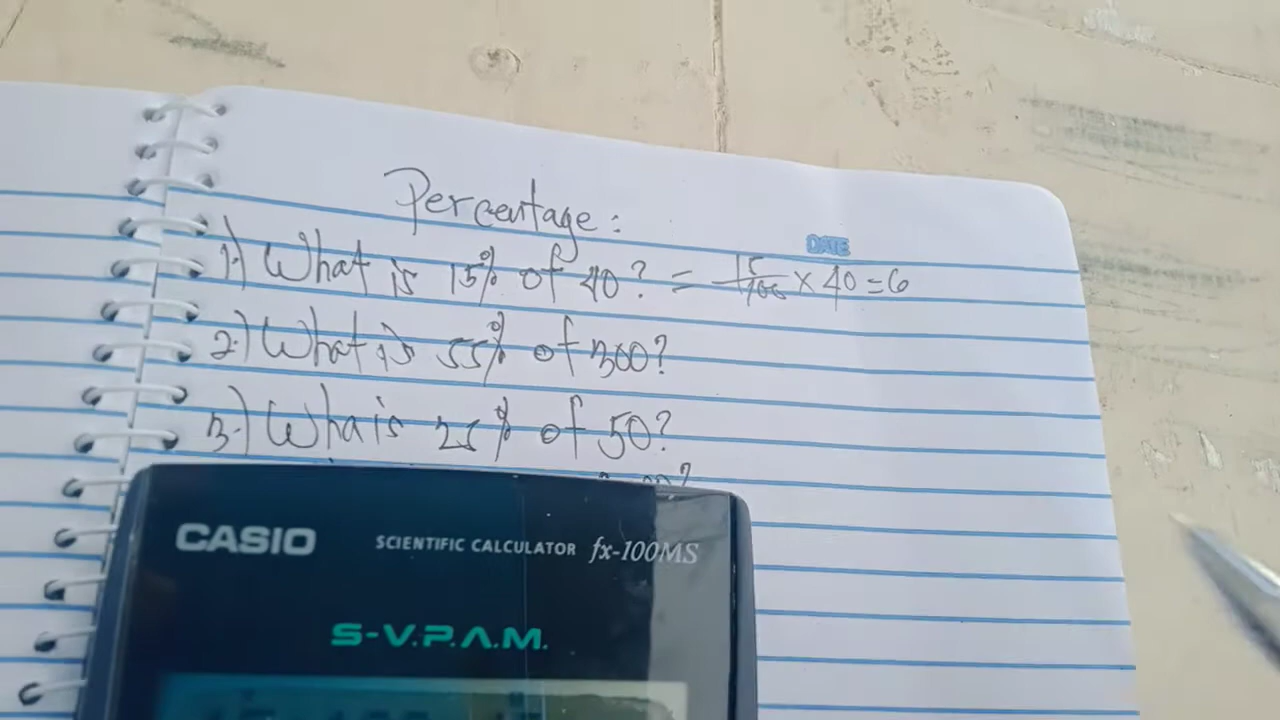 Percentage:
DATE
1.) What is 15% of 40? = 15/100 × 40 = 6
2.) What is 55% of 300?
3.) Wha is 25% of 50?
CASIO
SCIENTIFIC CALCULATOR fx-100MS
S-V.P.A.M.